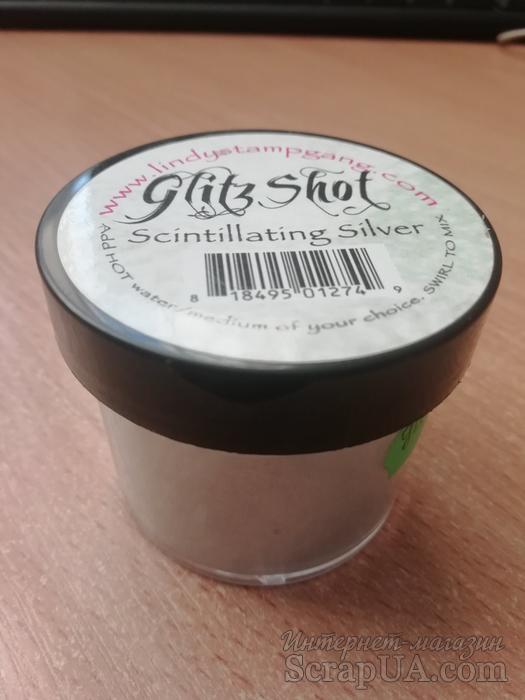 www.lindystampgang.com
Glitz Shot
Scintillating Silver
8 18495 01274 9
Add HOT water/medium of your choice. SWIRL TO MIX
Интернет-магазин
ScrapUA.com